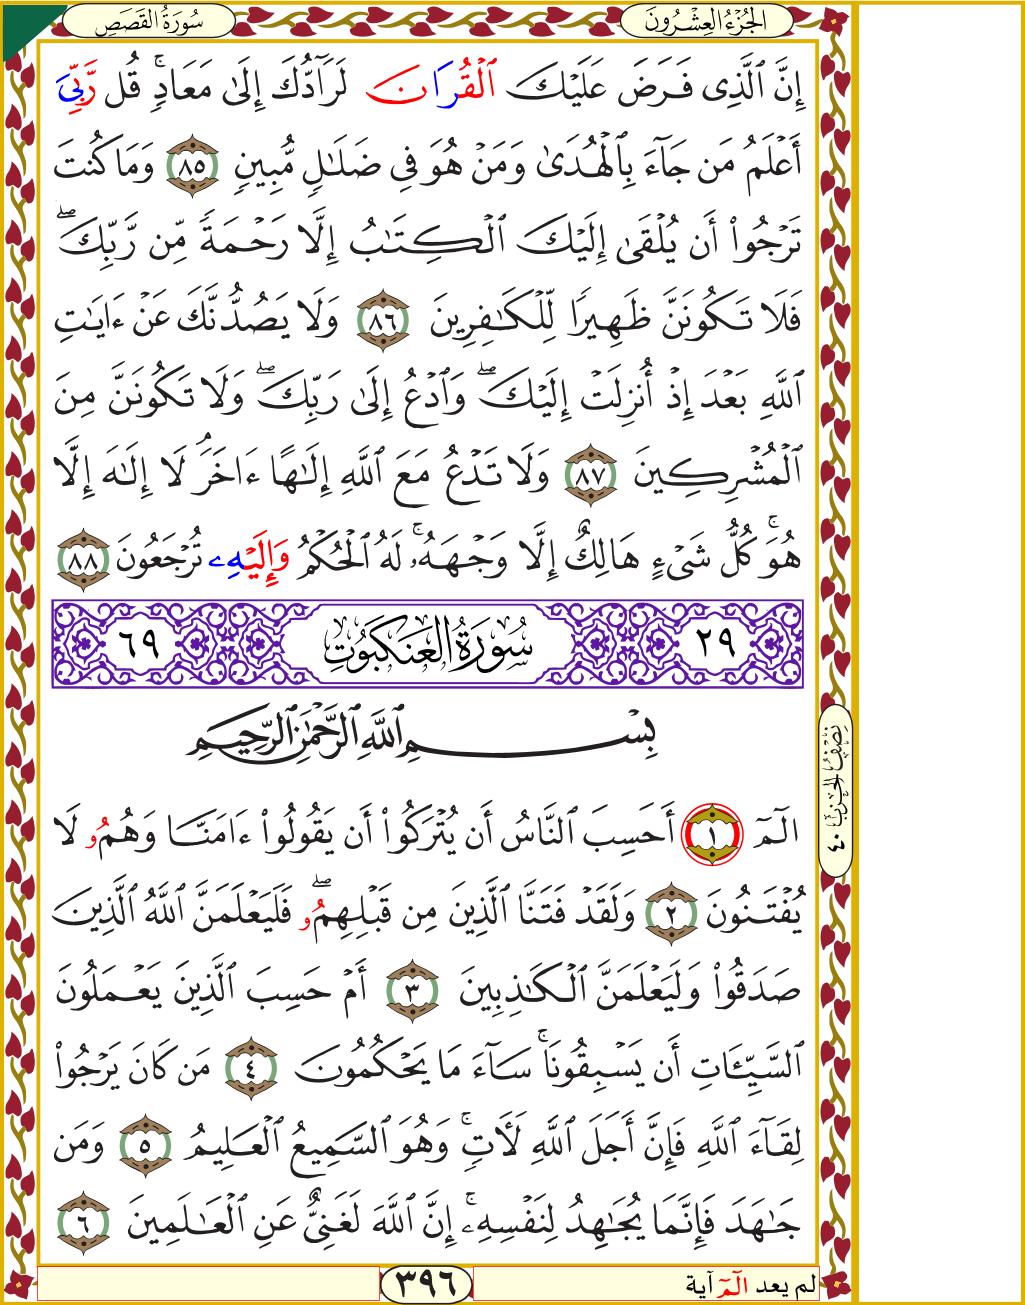 الجُزْءُ العِشْرُونَ
سُورَةُ القَصَصِ
إِنَّ ٱلَّذِى فَرَضَ عَلَيْكَ ٱلْقُرَانَ لَرَآدُّكَ إِلَىٰ مَعَادٍۚ قُل رَّبِّىَ
أَعْلَمُ مَن جَآءَ بِٱلْهُدَىٰ وَمَنْ هُوَ فِى ضَلَٰلٍ مُّبِينٍ ٨٥ وَمَا كُنتَ
تَرْجُوٓا۟ أَن يُلْقَىٰٓ إِلَيْكَ ٱلْكِتَٰبُ إِلَّا رَحْمَةً مِّن رَّبِّكَۖ
فَلَا تَكُونَنَّ ظَهِيرًا لِّلْكَٰفِرِينَ ٨٦ وَلَا يَصُدُّنَّكَ عَنْ ءَايَٰتِ
ٱللَّهِ بَعْدَ إِذْ أُنزِلَتْ إِلَيْكَۖ وَٱدْعُ إِلَىٰ رَبِّكَۖ وَلَا تَكُونَنَّ مِنَ
ٱلْمُشْرِكِينَ ٨٧ وَلَا تَدْعُ مَعَ ٱللَّهِ إِلَٰهًا ءَاخَرَۘ لَا إِلَٰهَ إِلَّا
هُوَۚ كُلُّ شَىْءٍ هَالِكٌ إِلَّا وَجْهَهُۥۚ لَهُ ٱلْحُكْمُ وَإِلَيْهِۦ تُرْجَعُونَ ٨٨
٢٩ سُورَةُ العَنكَبُوتِ ٦٩
بِسْمِ ٱللَّهِ ٱلرَّحْمَٰنِ ٱلرَّحِيمِ
الٓمٓ ١ أَحَسِبَ ٱلنَّاسُ أَن يُتْرَكُوٓا۟ أَن يَقُولُوٓا۟ ءَامَنَّا وَهُمُۥ لَا
يُفْتَنُونَ ٢ وَلَقَدْ فَتَنَّا ٱلَّذِينَ مِن قَبْلِهِمُۥۖ فَلَيَعْلَمَنَّ ٱللَّهُ ٱلَّذِينَ
صَدَقُوا۟ وَلَيَعْلَمَنَّ ٱلْكَٰذِبِينَ ٣ أَمْ حَسِبَ ٱلَّذِينَ يَعْمَلُونَ
ٱلسَّيِّـَٔاتِ أَن يَسْبِقُونَاۚ سَآءَ مَا يَحْكُمُونَ ٤ مَن كَانَ يَرْجُوا۟
لِقَآءَ ٱللَّهِ فَإِنَّ أَجَلَ ٱللَّهِ لَـَٔاتٍۚ وَهُوَ ٱلسَّمِيعُ ٱلْعَلِيمُ ٥ وَمَن
جَٰهَدَ فَإِنَّمَا يُجَٰهِدُ لِنَفْسِهِۦٓۚ إِنَّ ٱللَّهَ لَغَنِىٌّ عَنِ ٱلْعَٰلَمِينَ ٦
نِصْفُ الحِزْبِ ٤٠
لم يعد الٓمٓ آية
٣٩٦